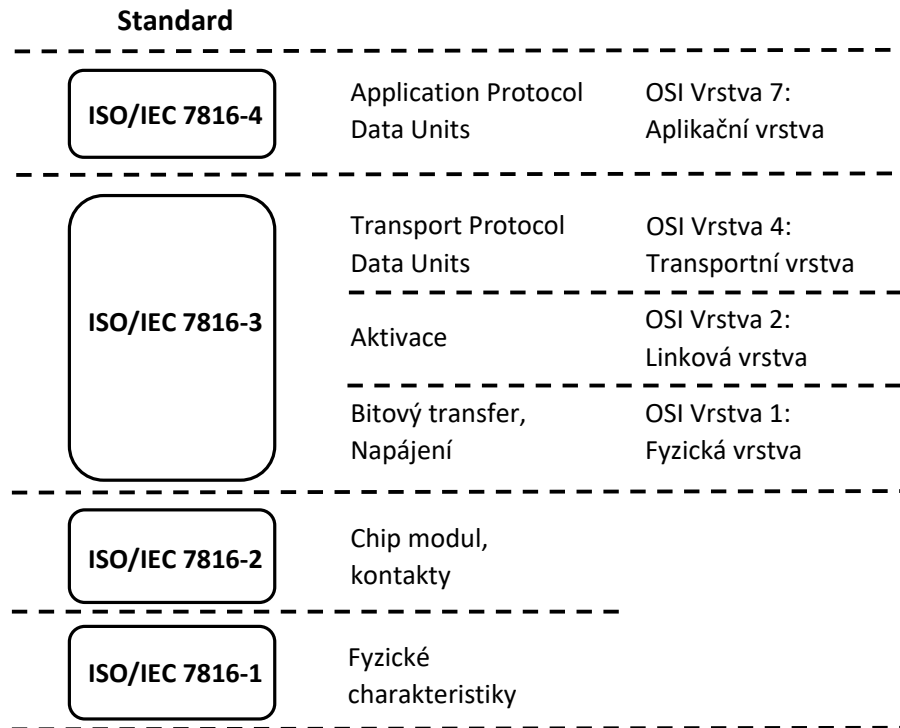 Standard
ISO/IEC 7816-4
Application Protocol
Data Units
OSI Vrstva 7:
Aplikační vrstva
ISO/IEC 7816-3
Transport Protocol
Data Units
OSI Vrstva 4:
Transportní vrstva
Aktivace
OSI Vrstva 2:
Linková vrstva
Bitový transfer,
Napájení
OSI Vrstva 1:
Fyzická vrstva
ISO/IEC 7816-2
Chip modul,
kontakty
ISO/IEC 7816-1
Fyzické
charakteristiky